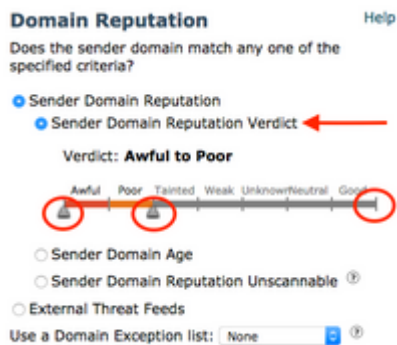 Domain Reputation Help
Does the sender domain match any one of the
specified criteria?
Sender Domain Reputation
Sender Domain Reputation Verdict
Verdict: Awful to Poor
Awful Poor Tainted Weak Unknown Neutral Good
Sender Domain Age
Sender Domain Reputation Unscannable ?
External Threat Feeds
Use a Domain Exception list: None ?